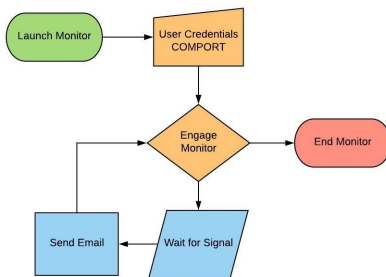 Launch Monitor
User Credentials
COMPORT
Engage
Monitor
End Monitor
Send Email
Wait for Signal